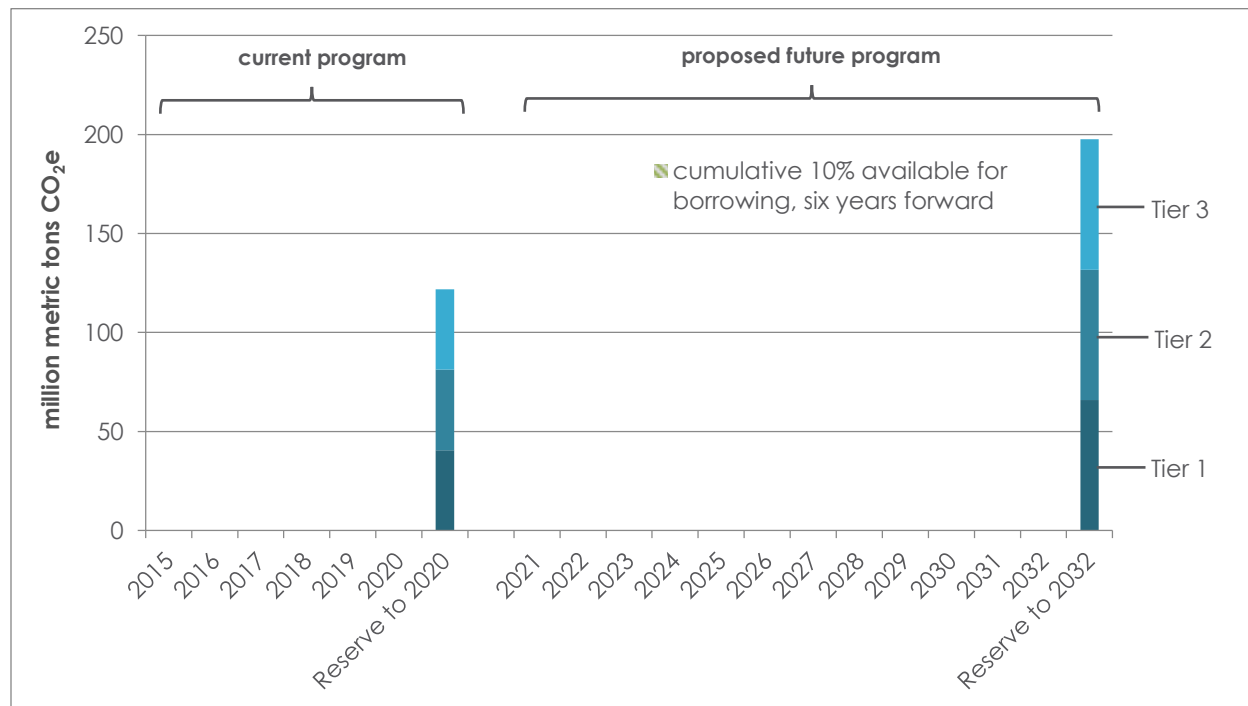 250
200
150
100
50
0
million metric tons CO₂e
current program
proposed future program
cumulative 10% available for
borrowing, six years forward
Tier 3
Tier 2
Tier 1
2015
2016
2017
2018
2019
2020
Reserve to 2020
2021
2022
2023
2024
2025
2026
2027
2028
2029
2030
2031
2032
Reserve to 2032